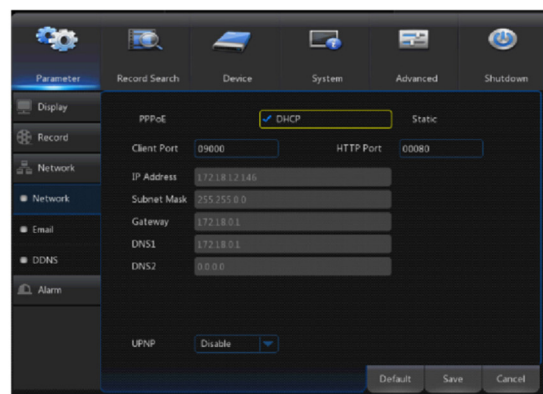 Parameter Record Search Device System Advanced Shutdown
Display
Record
Network
Network
Email
DDNS
Alarm
PPPoE DHCP Static
Client Port 09000 HTTP Port 00080
IP Address 172.18.12.146
Subnet Mask 255.255.0.0
Gateway 172.18.0.1
DNS1 172.18.0.1
DNS2 0.0.0.0
UPNP Disable
Default Save Cancel